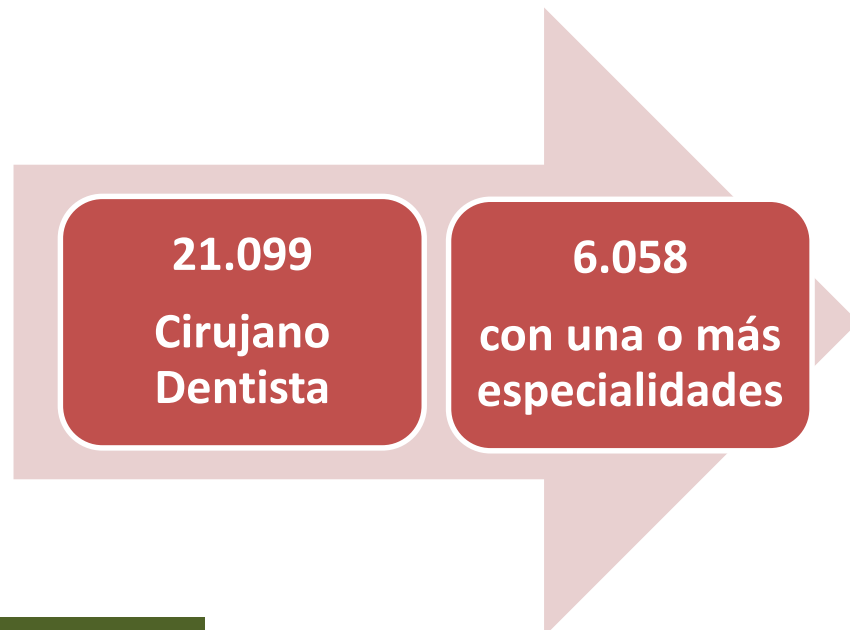 21.099
Cirujano
Dentista
6.058
con una o más
especialidades